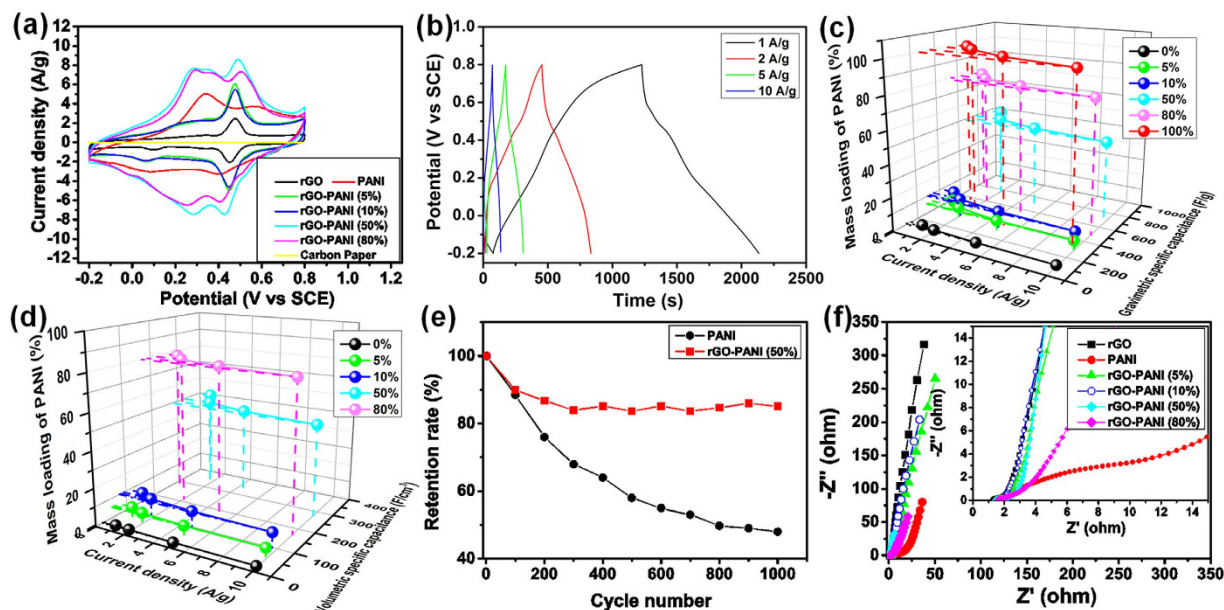 (a)
12
10
8
6
4
2
0
-2
-4
-6
-8
-10
-12
Current density (A/g)
rGO PANI
rGO-PANI (5%)
rGO-PANI (10%)
rGO-PANI (50%)
rGO-PANI (80%)
Carbon Paper
-0.2 0.0 0.2 0.4 0.6 0.8 1.0 1.2
Potential (V vs SCE)
(b)
1.0
0.8
0.6
0.4
0.2
0.0
-0.2
Potential (V vs SCE)
1 A/g
2 A/g
5 A/g
10 A/g
0 500 1000 1500 2000 2500
Time (s)
(c)
100
80
60
40
20
Mass loading of PANI (%)
0%
5%
10%
50%
80%
100%
2 4 6 8 10
Current density (A/g)
0
200
400
600
800
1000
Gravimetric specific capacitance (F/g)
(d)
100
80
60
40
20
Mass loading of PANI (%)
0%
5%
10%
50%
80%
0 2 4 6 8 10
Current density (A/g)
0
100
200
300
400
Volumetric specific capacitance (F/cm³)
(e)
100
80
60
40
Retention rate (%)
PANI
rGO-PANI (50%)
0 200 400 600 800 1000
Cycle number
(f)
350
300
250
200
150
100
50
0
-Z'' (ohm)
rGO
PANI
rGO-PANI (5%)
rGO-PANI (10%)
rGO-PANI (50%)
rGO-PANI (80%)
14
12
10
8
6
4
2
0
-Z'' (ohm)
0 2 4 6 8 10 12 14
Z' (ohm)
0 50 100 150 200 250 300 350
Z' (ohm)